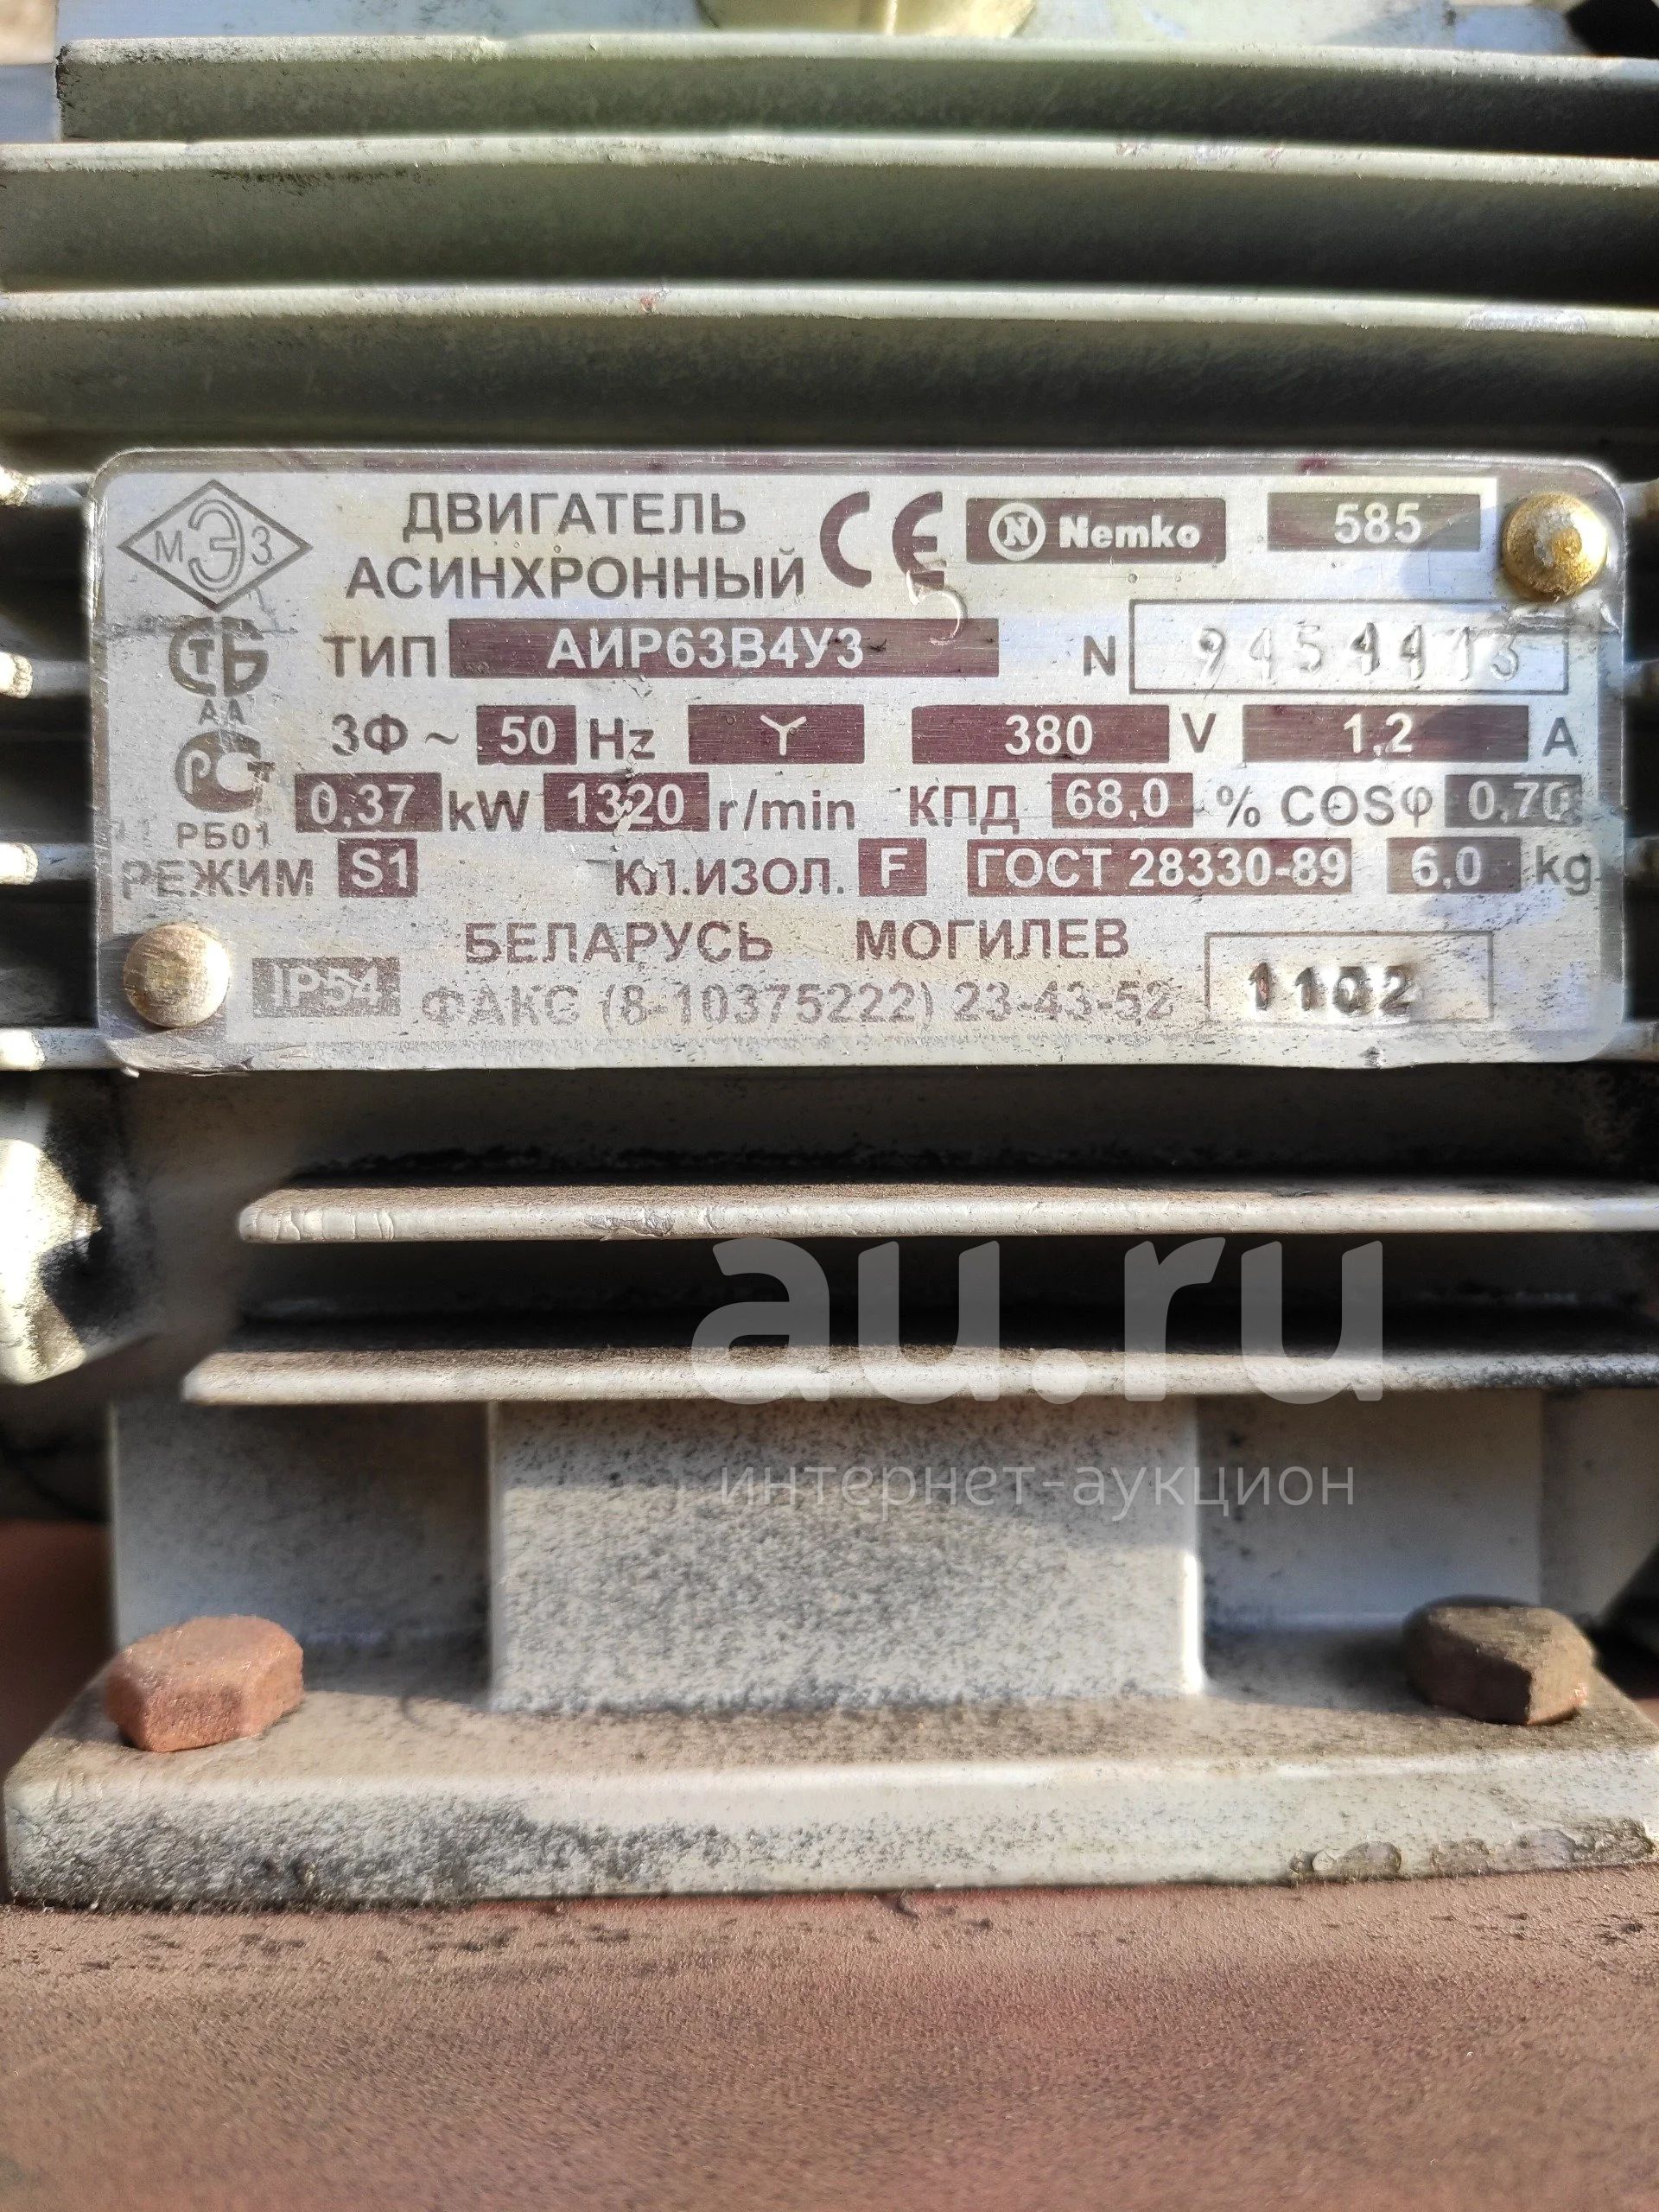 МЭЗ ДВИГАТЕЛЬ АСИНХРОННЫЙ CE N Nemko 585
СТБ АА ТИП АИР63В4У3 N 9454413
3Ф ~ 50 Hz Y 380 V 1,2 A
РСТ РБ01 0,37 kW 1320 r/min КПД 68,0 % COSφ 0,70
РЕЖИМ S1 КЛ.ИЗОЛ. F ГОСТ 28330-89 6,0 kg
БЕЛАРУСЬ МОГИЛЕВ
IP54 ФАКС (8-10375222) 23-43-52 1102
au.ru
интернет-аукцион